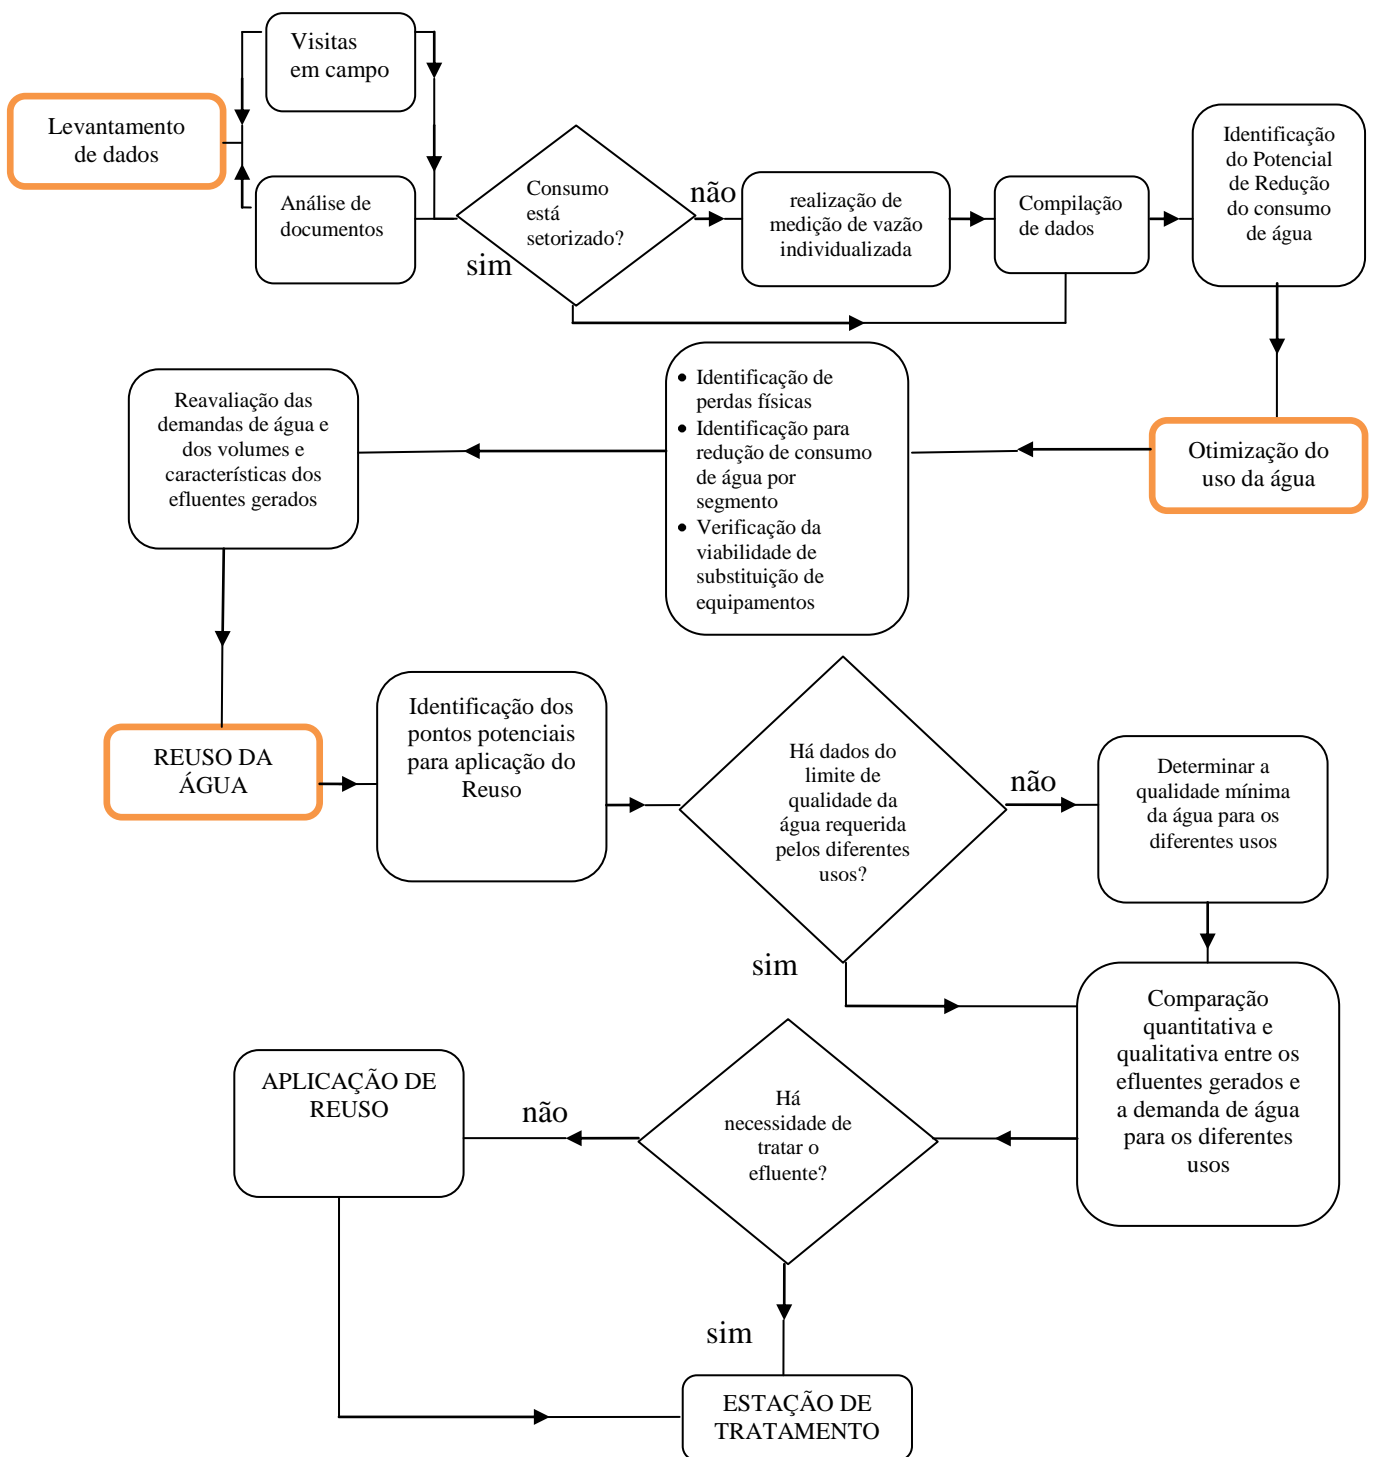 Visitas
em campo
Levantamento
de dados
Análise de
documentos
Consumo
está
setorizado?
não
sim
realização de
medição de vazão
individualizada
Compilação
de dados
Identificação
do Potencial
de Redução
do consumo
de água
Otimização do
uso da água
• Identificação de
perdas físicas
• Identificação para
redução de consumo
de água por
segmento
• Verificação da
viabilidade de
substituição de
equipamentos
Reavaliação das
demandas de água e
dos volumes e
características dos
efluentes gerados
REUSO DA
ÁGUA
Identificação dos
pontos potenciais
para aplicação do
Reuso
Há dados do
limite de
qualidade da
água requerida
pelos diferentes
usos?
não
sim
Determinar a
qualidade mínima
da água para os
diferentes usos
Comparação
quantitativa e
qualitativa entre os
efluentes gerados e
a demanda de água
para os diferentes
usos
Há
necessidade de
tratar o
efluente?
não
sim
APLICAÇÃO DE
REUSO
ESTAÇÃO DE
TRATAMENTO